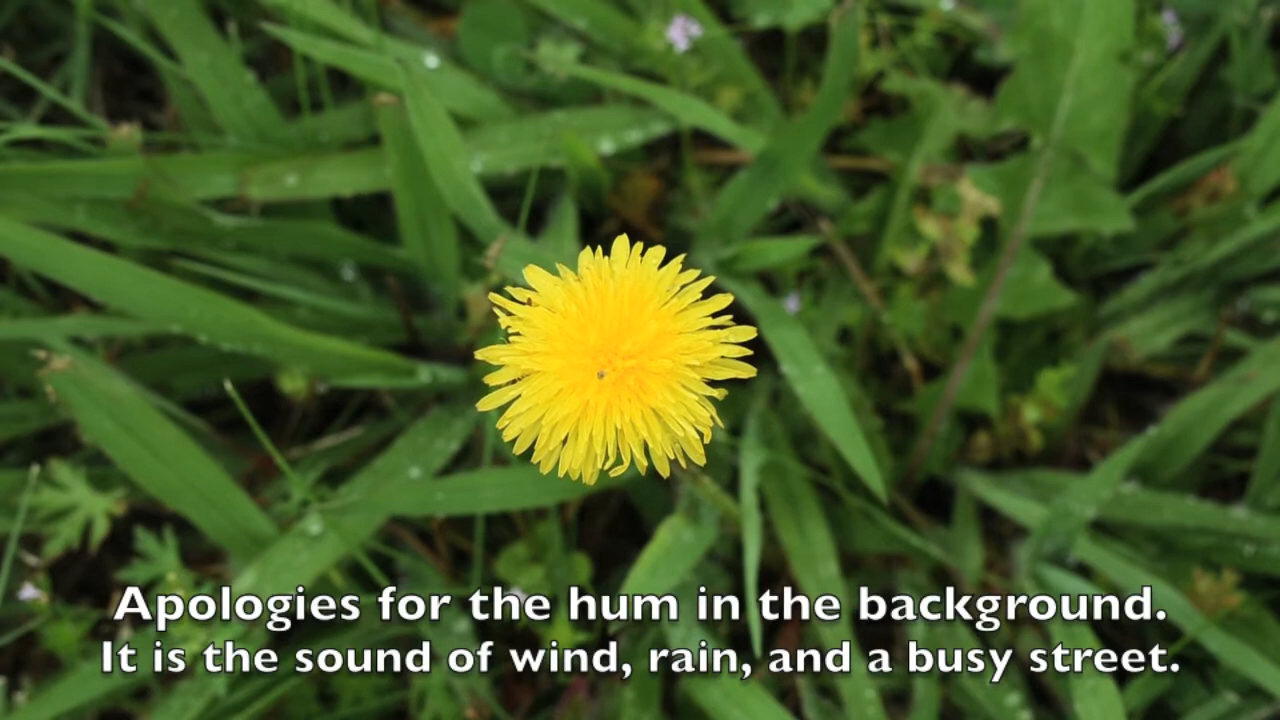 Apologies for the hum in the background.
It is the sound of wind, rain, and a busy street.